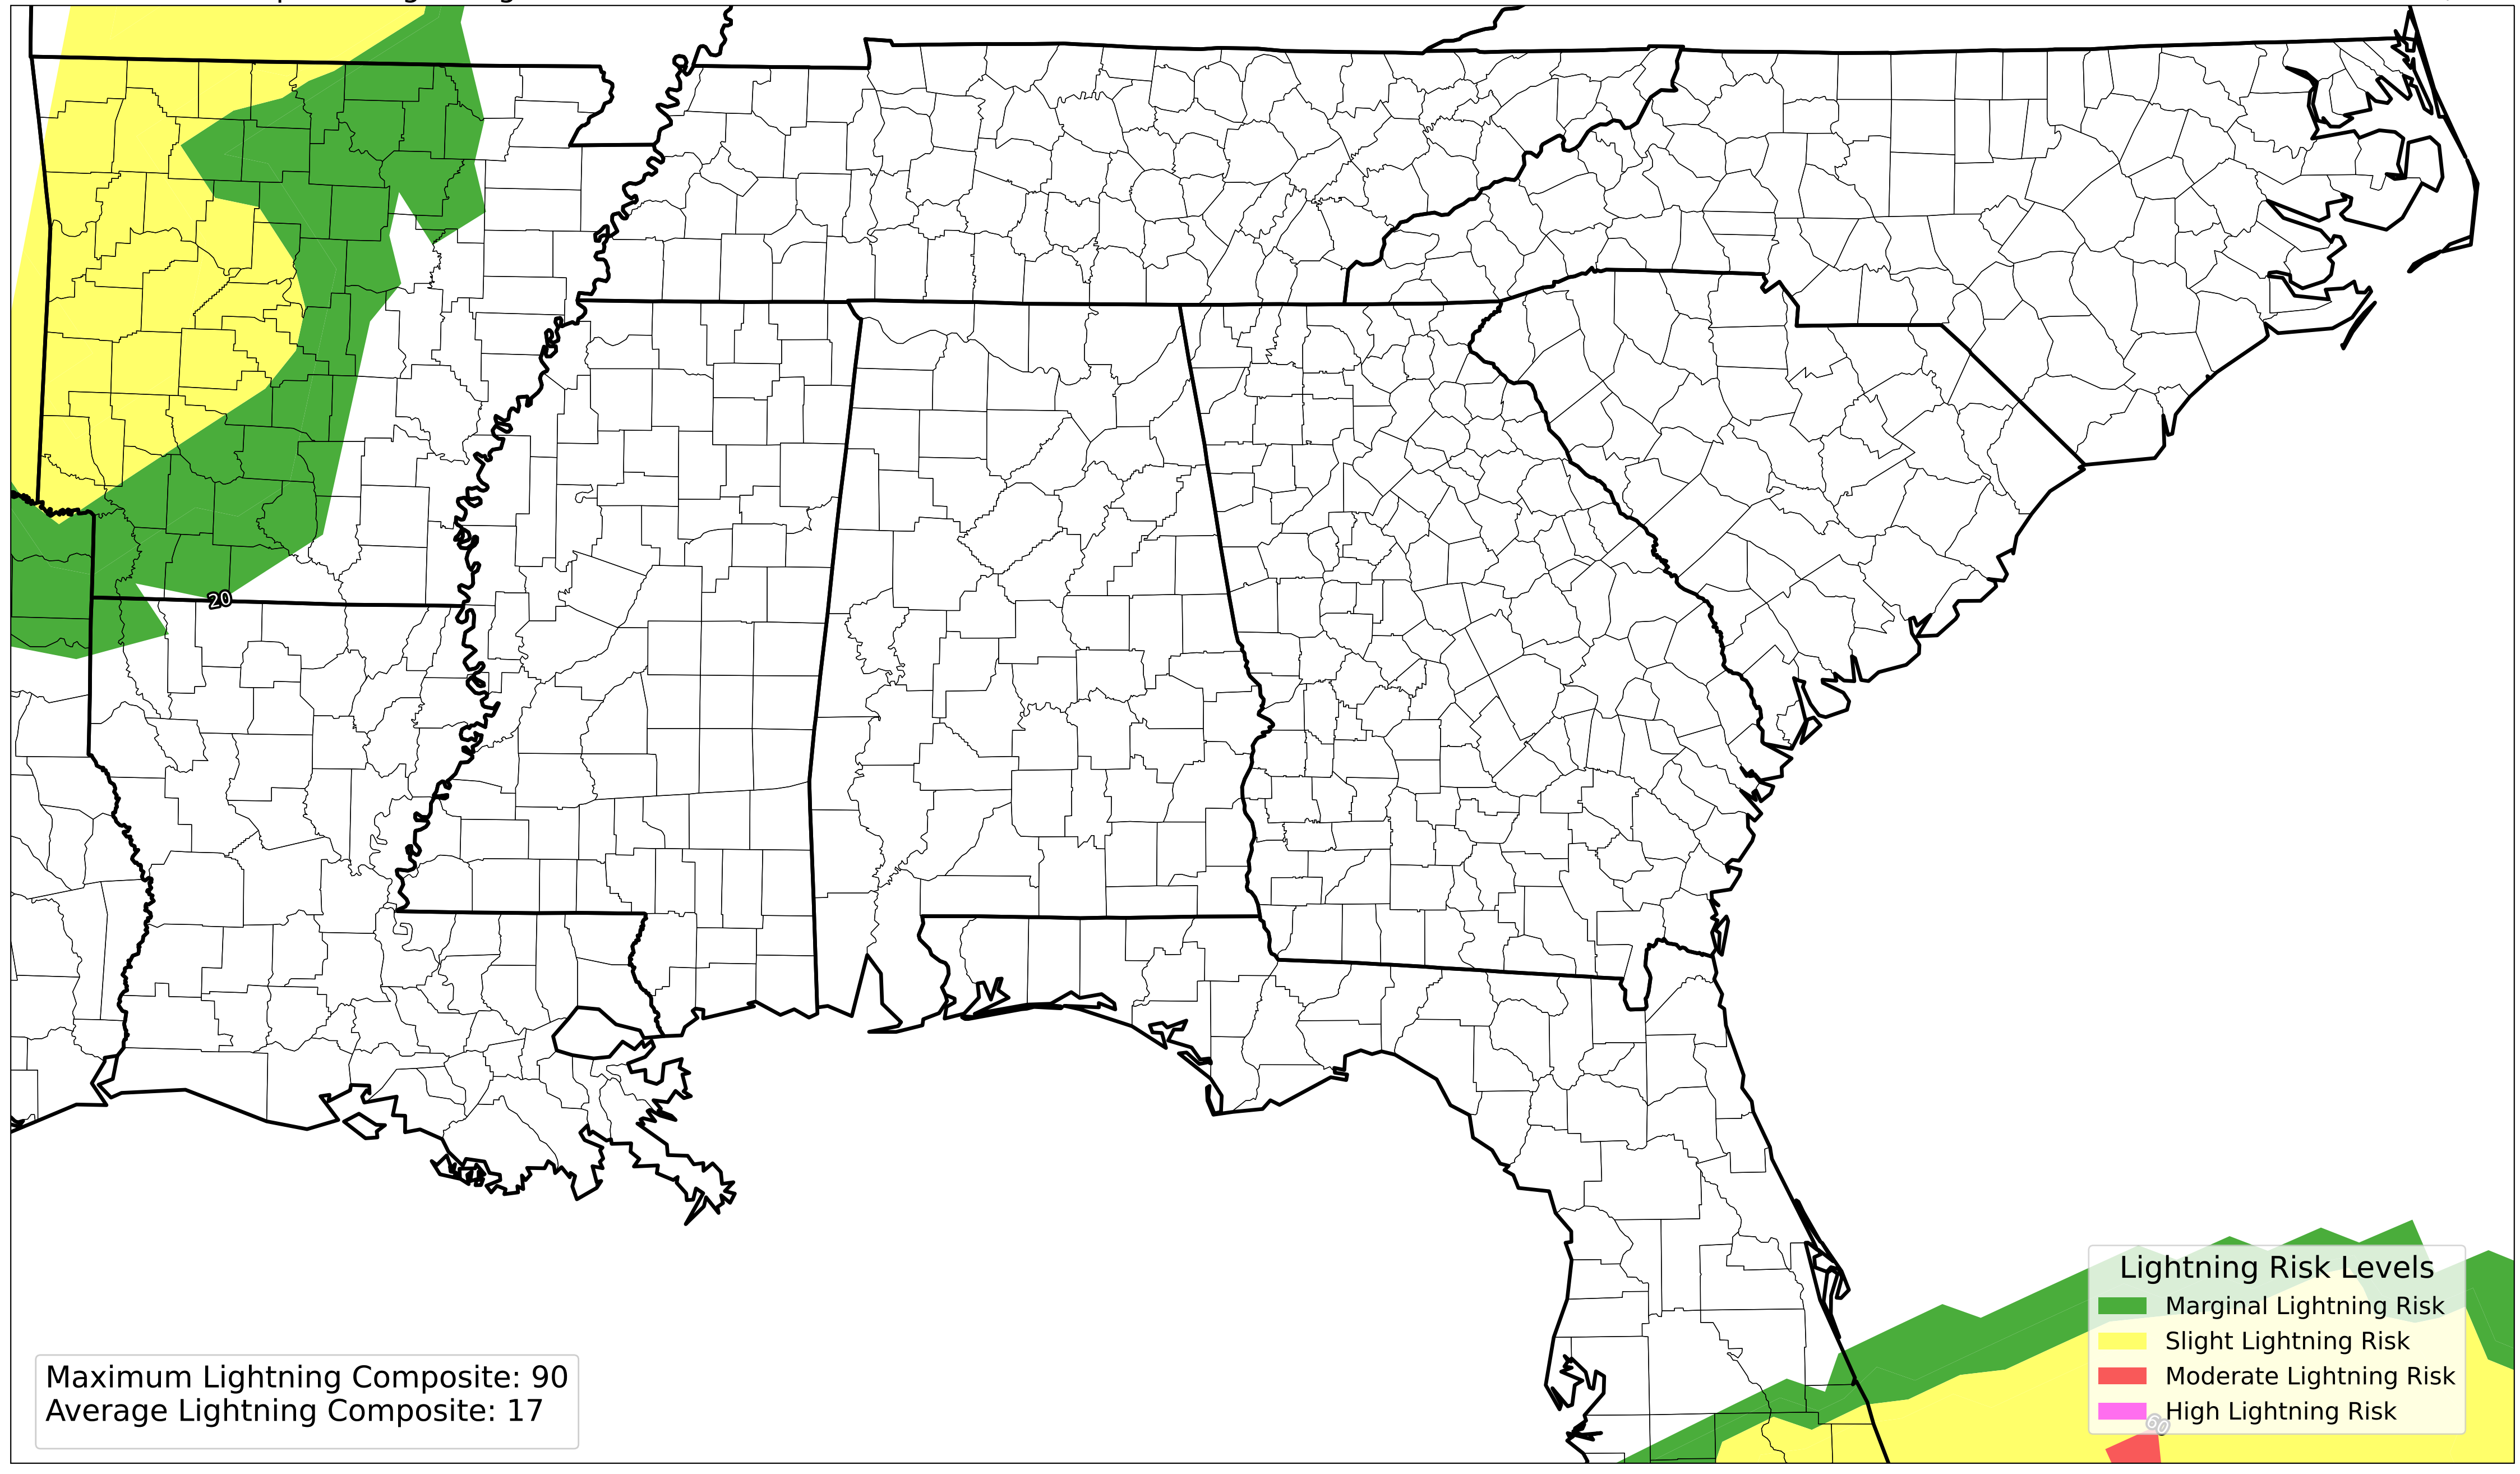 20
Lightning Risk Levels
Marginal Lightning Risk
Slight Lightning Risk
Moderate Lightning Risk
High Lightning Risk
60
Maximum Lightning Composite: 90
Average Lightning Composite: 17